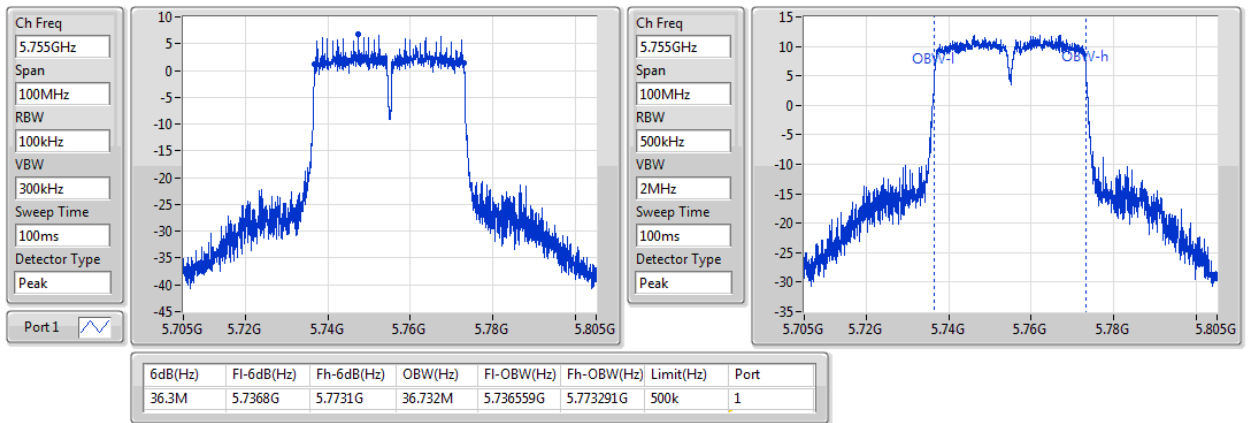 Ch Freq
5.755GHz
Span
100MHz
RBW
100kHz
VBW
300kHz
Sweep Time
100ms
Detector Type
Peak
Port 1
10
5
0
-5
-10
-15
-20
-25
-30
-35
-40
-45
5.705G 5.72G 5.74G 5.76G 5.78G 5.805G
Ch Freq
5.755GHz
Span
100MHz
RBW
500kHz
VBW
2MHz
Sweep Time
100ms
Detector Type
Peak
15
10
5
0
-5
-10
-15
-20
-25
-30
-35
OBW-l OBW-h
5.705G 5.72G 5.74G 5.76G 5.78G 5.805G
6dB(Hz) Fl-6dB(Hz) Fh-6dB(Hz) OBW(Hz) Fl-OBW(Hz) Fh-OBW(Hz) Limit(Hz) Port
36.3M 5.7368G 5.7731G 36.732M 5.736559G 5.773291G 500k 1